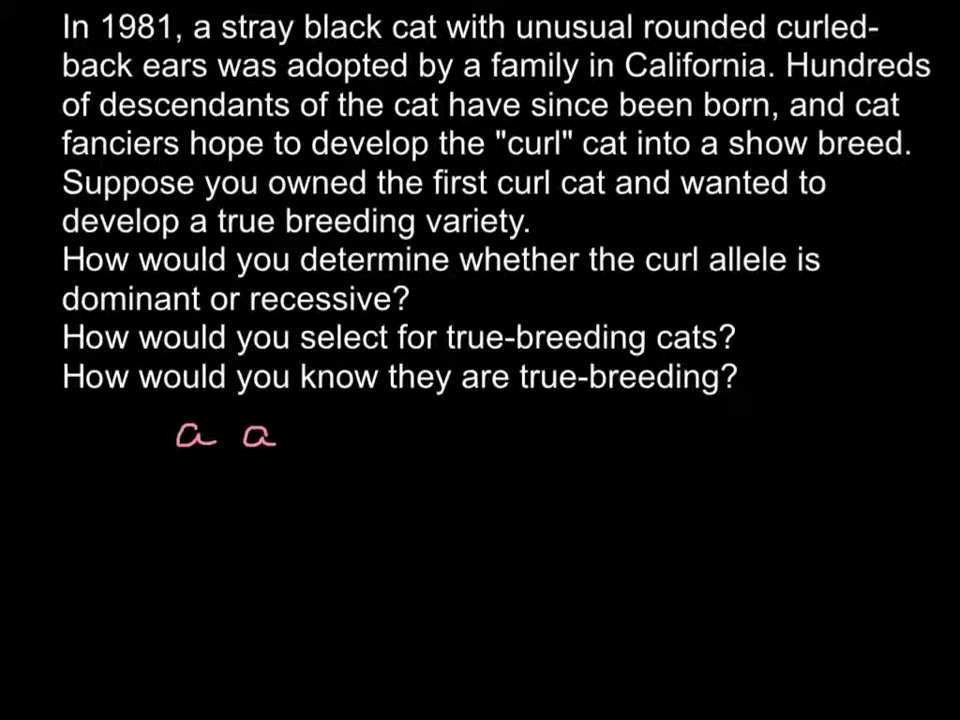 In 1981, a stray black cat with unusual rounded curled-
back ears was adopted by a family in California. Hundreds
of descendants of the cat have since been born, and cat
fanciers hope to develop the "curl" cat into a show breed.
Suppose you owned the first curl cat and wanted to
develop a true breeding variety.
How would you determine whether the curl allele is
dominant or recessive?
How would you select for true-breeding cats?
How would you know they are true-breeding?
a a